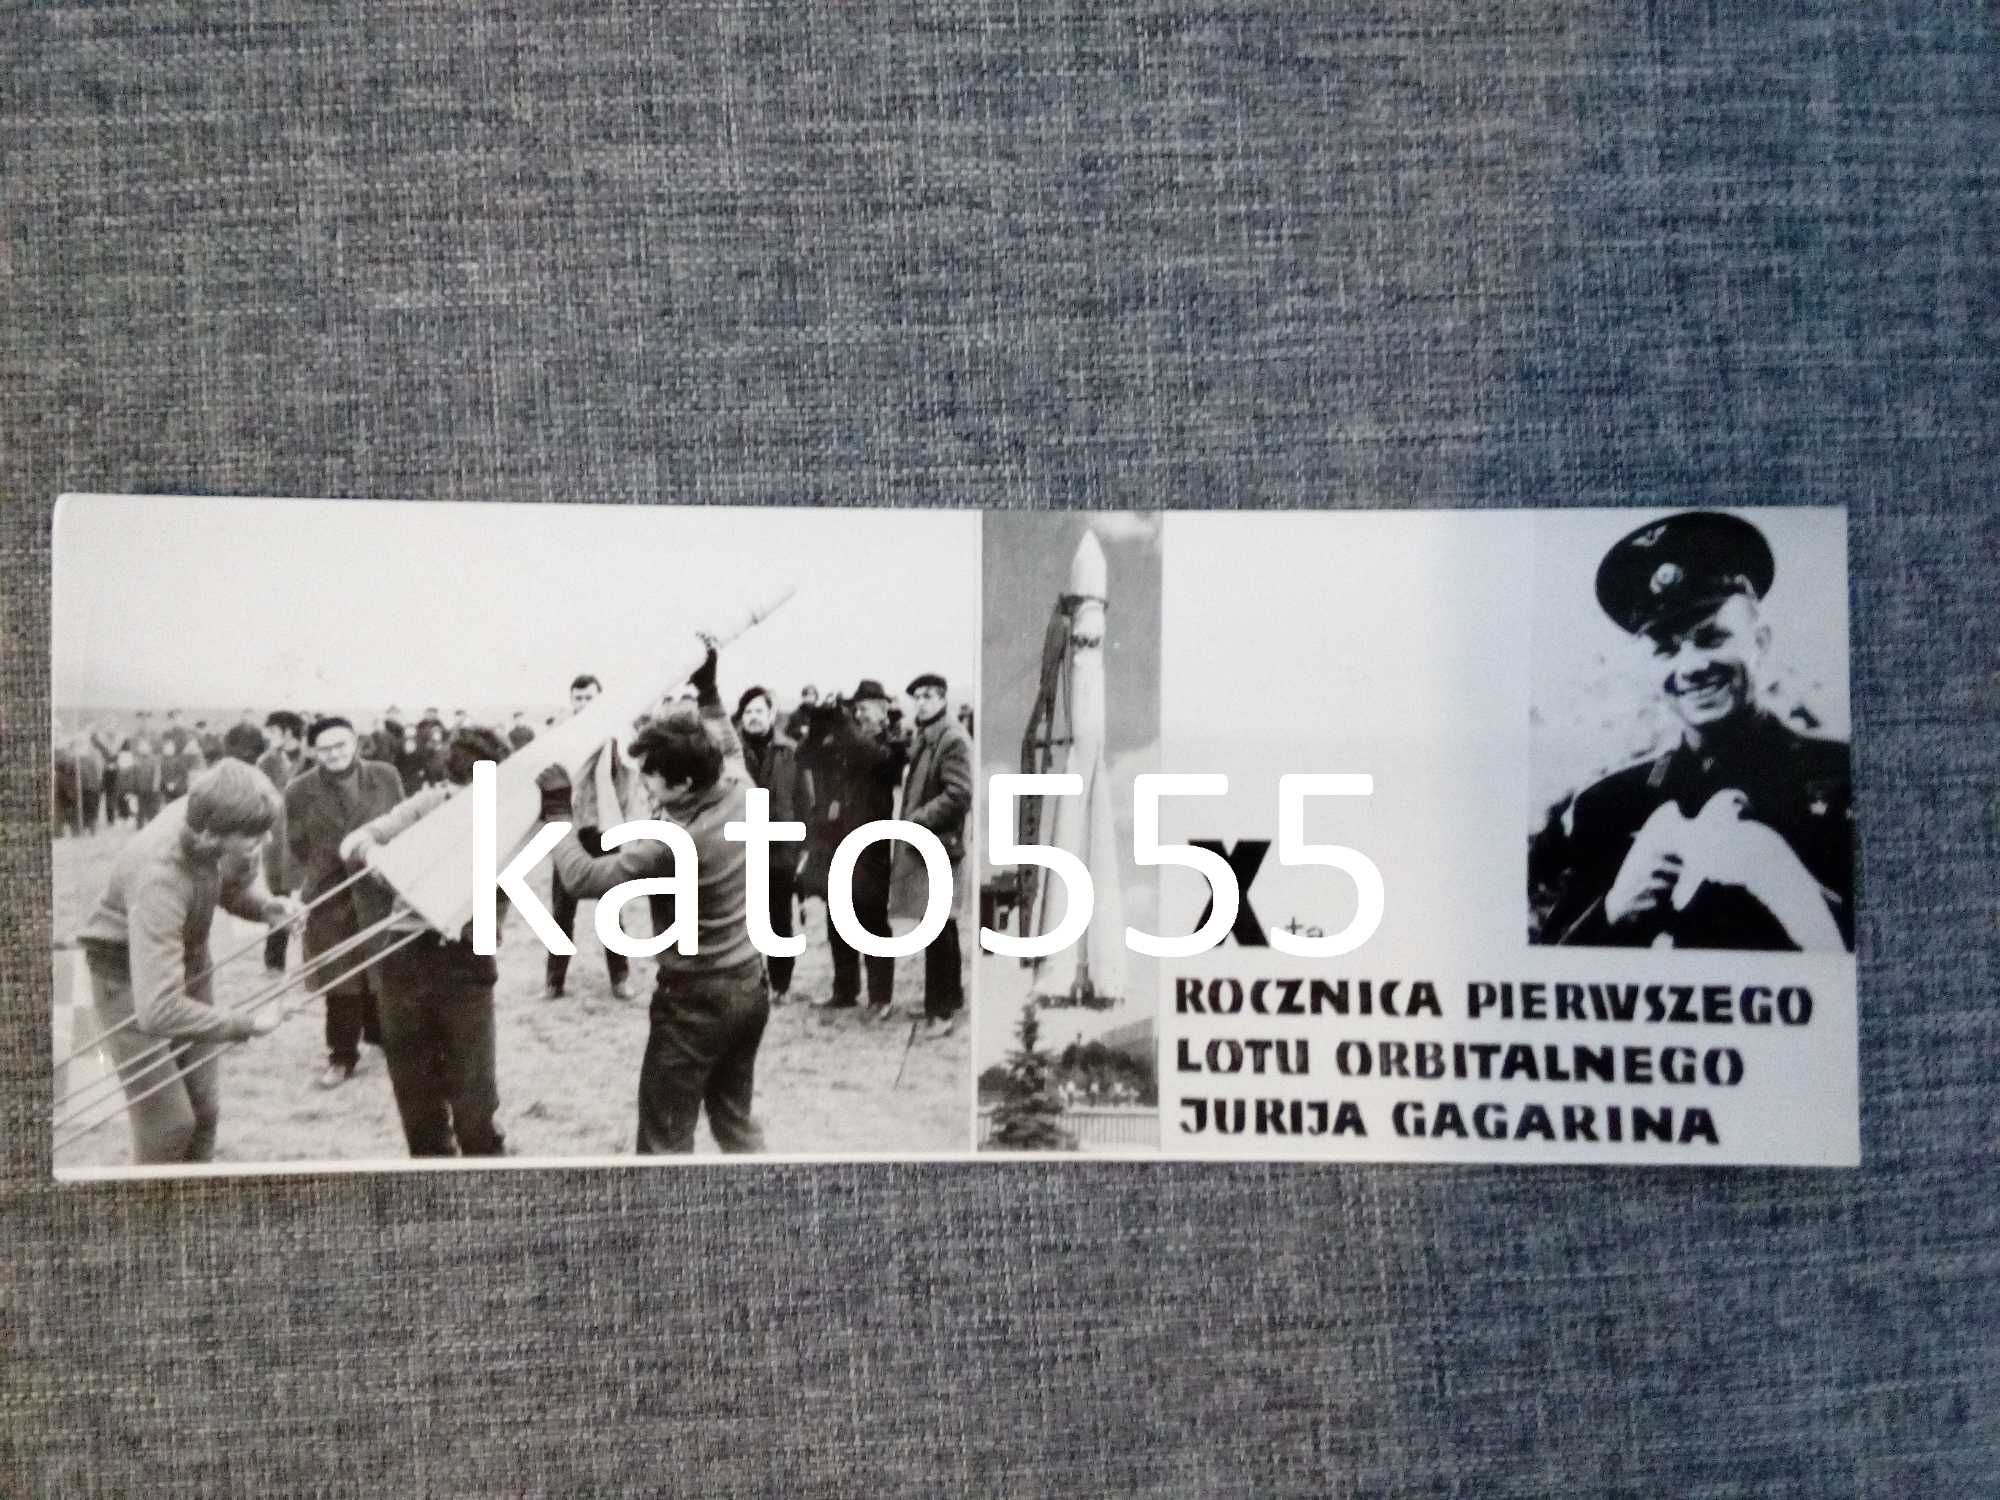 kato555
X ta
ROCZNICA PIERWSZEGO
LOTU ORBITALNEGO
JURIJA GAGARINA